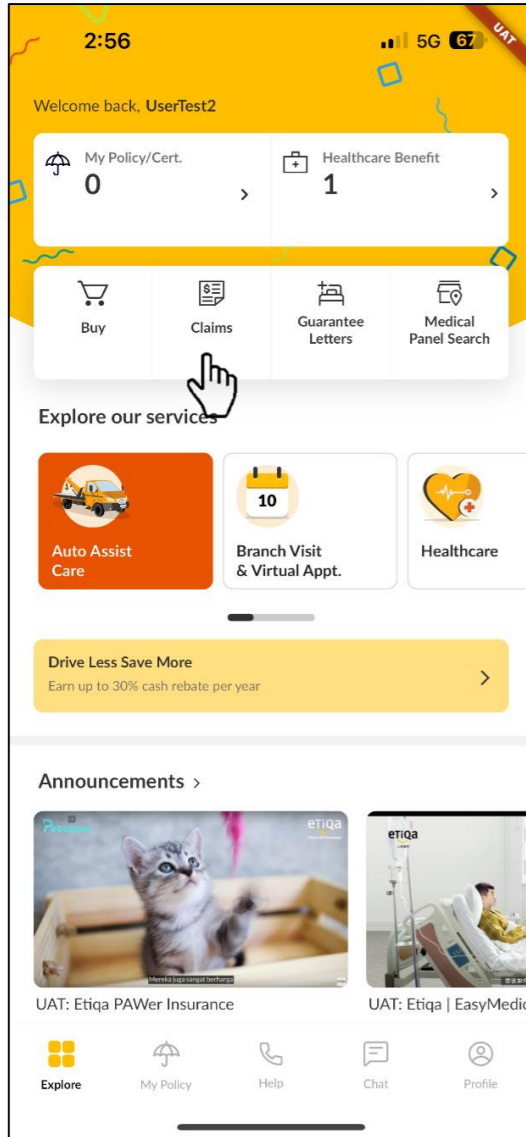 2:56
5G 67
UAT
Welcome back, UserTest2
My Policy/Cert.
0
Healthcare Benefit
1
Buy
Claims
Guarantee
Letters
Medical
Panel Search
Explore our services
10
Auto Assist
Care
Branch Visit
& Virtual Appt.
Healthcare
Drive Less Save More
Earn up to 30% cash rebate per year
Announcements
eTiQa
Mereka juga sangat berharga
eTiQa
UAT: Etiqa PAWer Insurance
UAT: Etiqa | EasyMedic
Explore
My Policy
Help
Chat
Profile